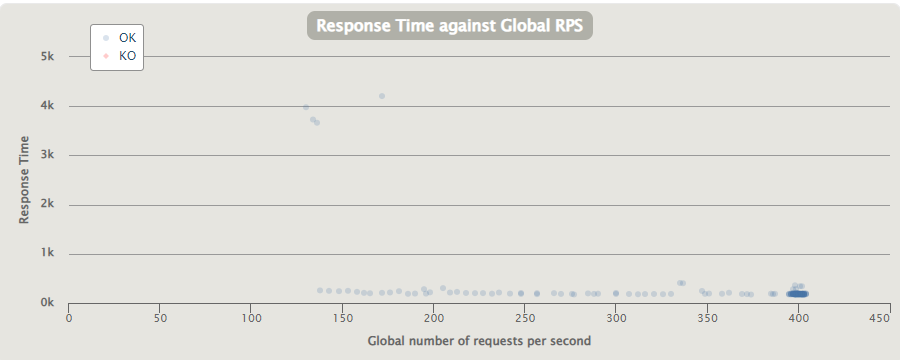 Response Time against Global RPS
OK
KO
5k
4k
3k
2k
1k
0k
Response Time
0 50 100 150 200 250 300 350 400 450
Global number of requests per second